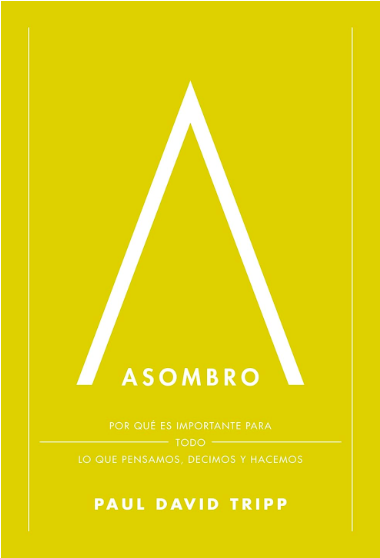 ASOMBRO
POR QUÉ ES IMPORTANTE PARA
TODO
LO QUE PENSAMOS, DECIMOS Y HACEMOS
PAUL DAVID TRIPP